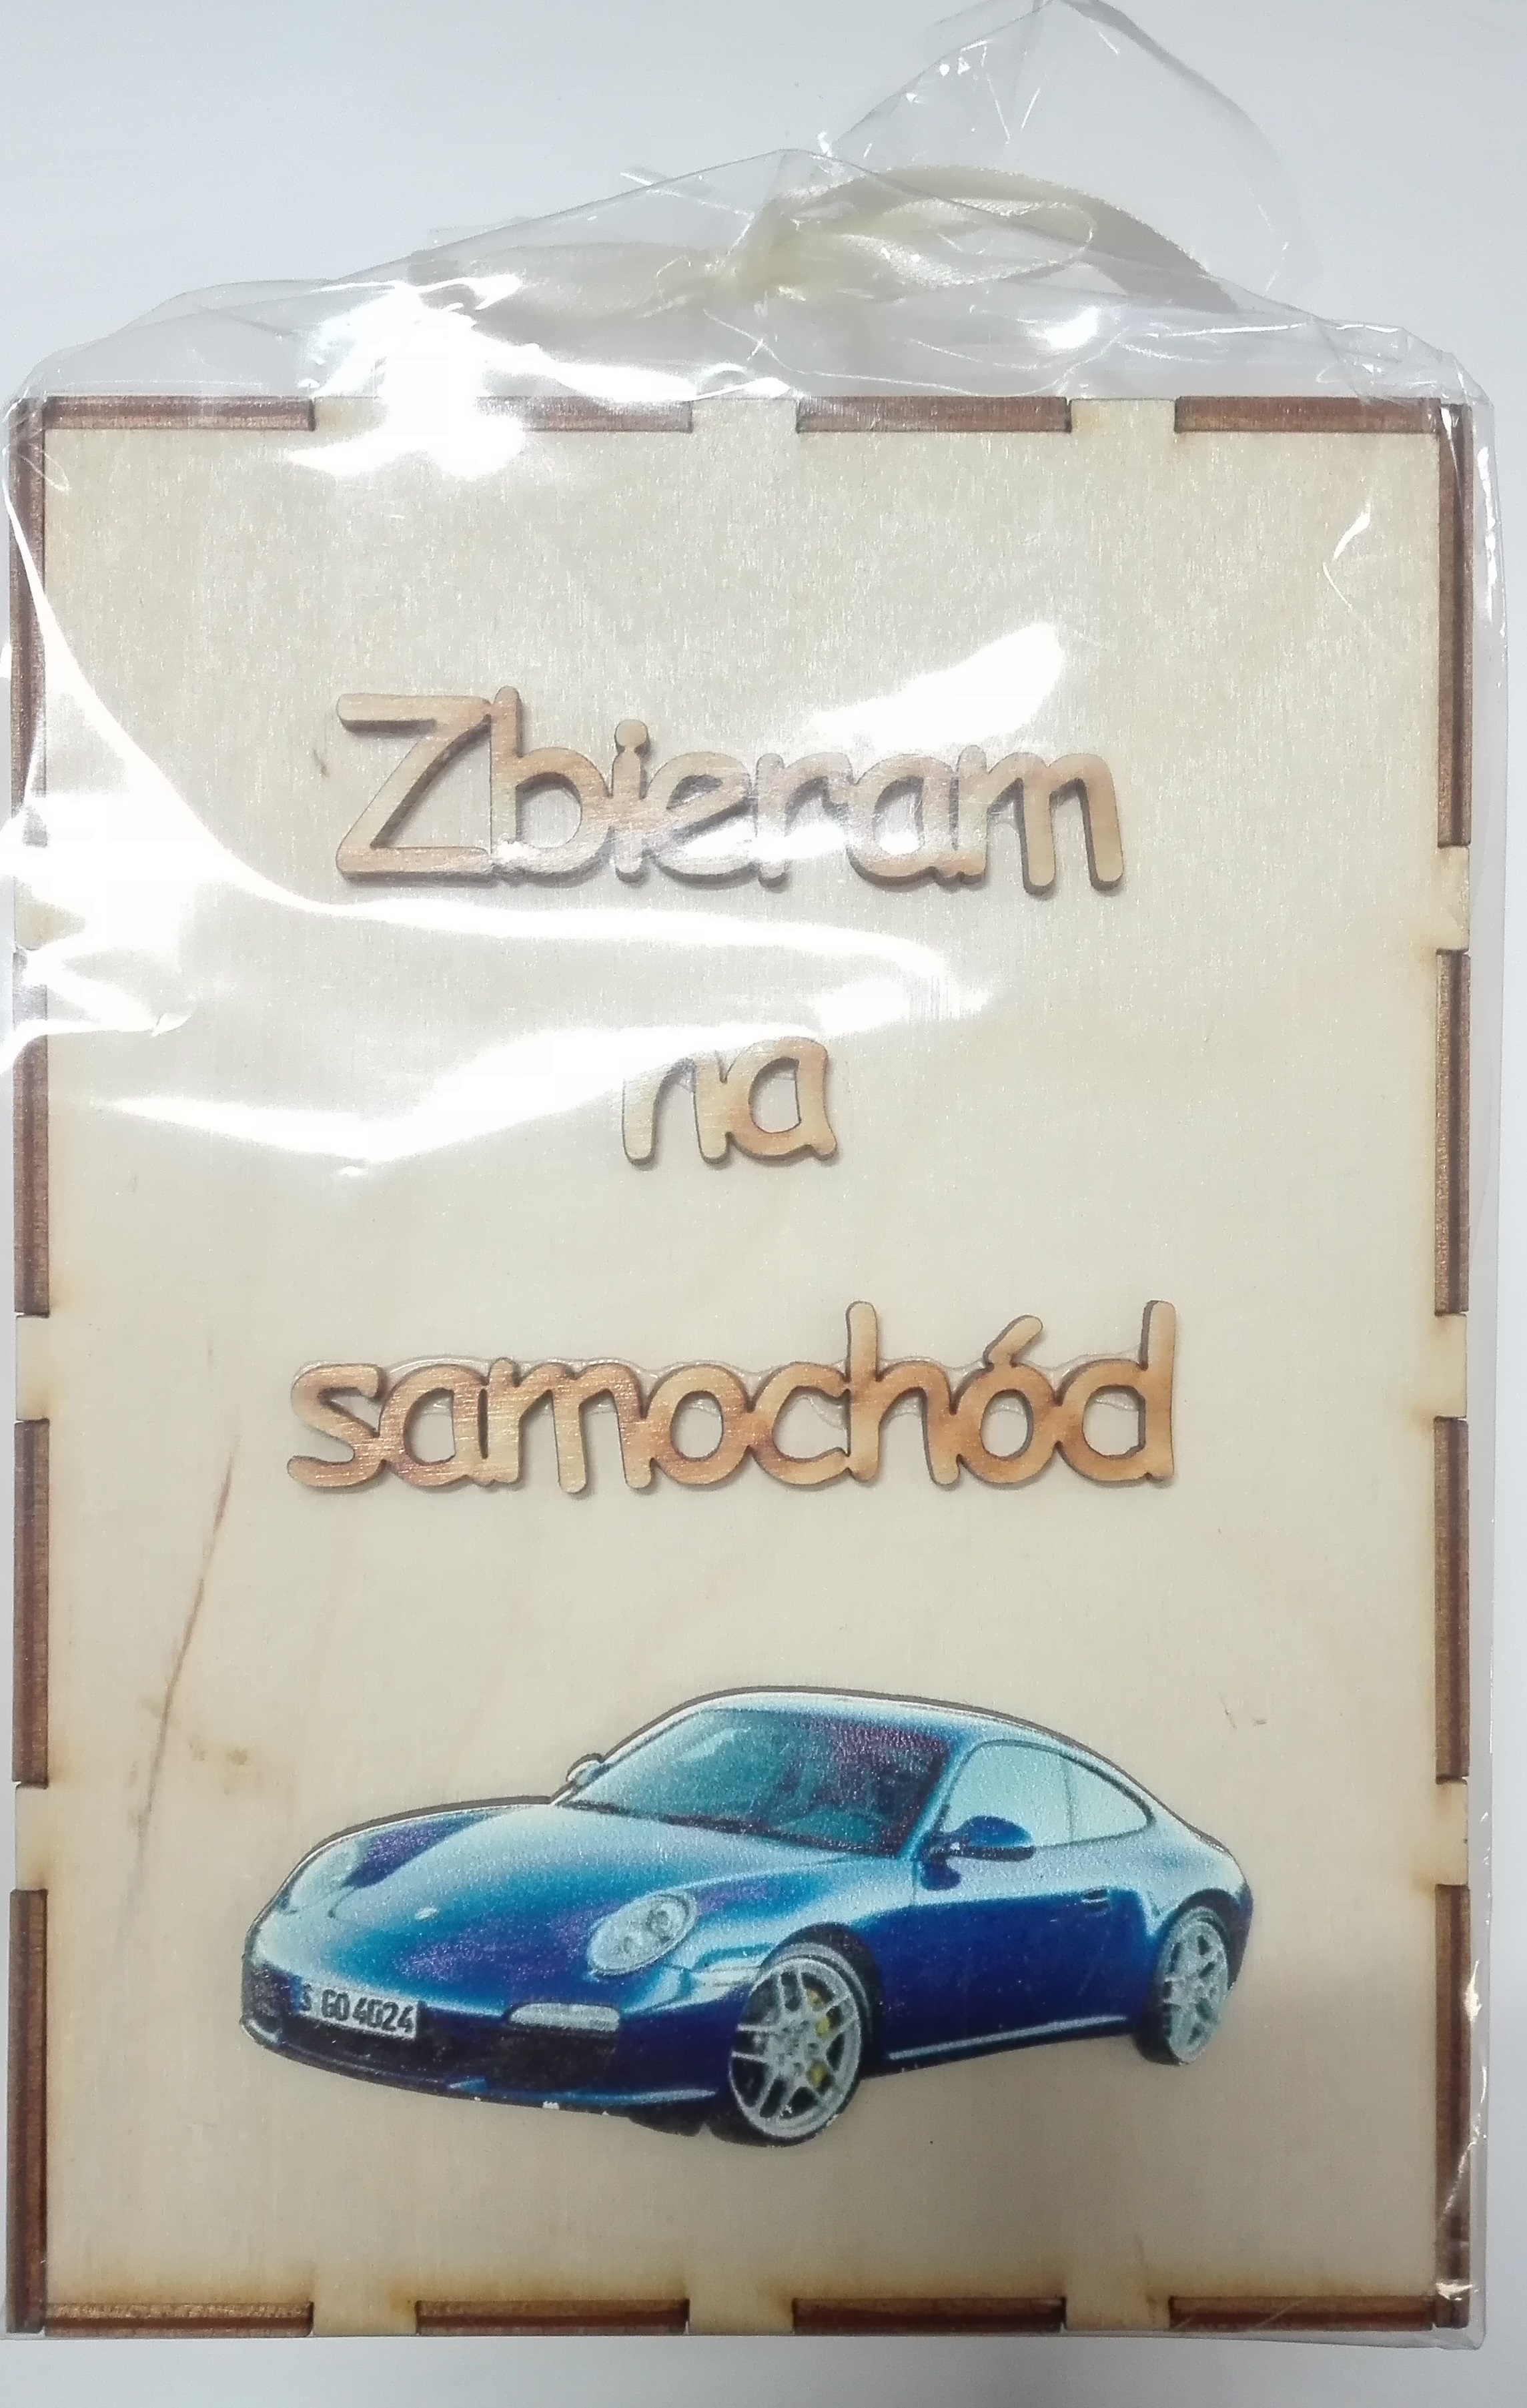 Zbieram
na
samochód
S GO 4024